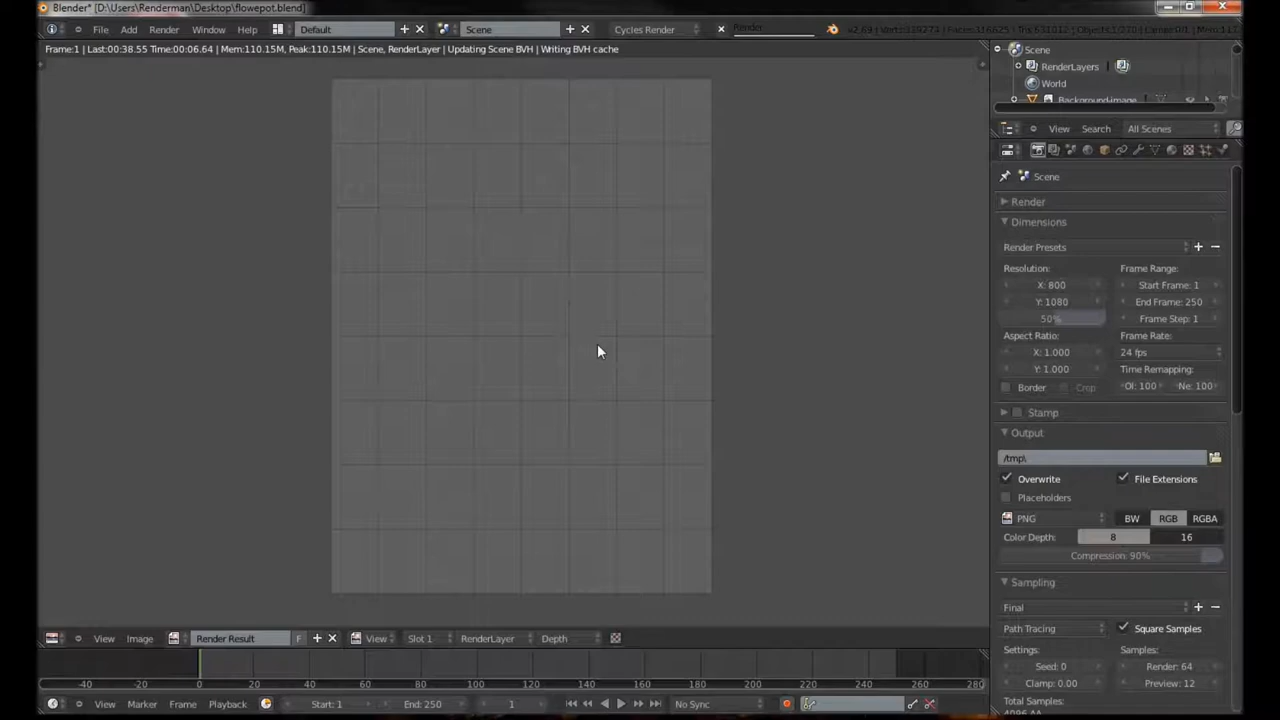 Blender* [D:\Users\Renderman\Desktop\flowepot.blend]
File Add Render Window Help Default Scene Cycles Render Render
Frame:1 | Last:00:38.55 Time:00:06.64 | Mem:110.15M, Peak:110.15M | Scene, RenderLayer | Updating Scene BVH | Writing BVH cache
Scene
RenderLayers
World
Background-image
View Search All Scenes
Scene
Render
Dimensions
Render Presets
Resolution: Frame Range:
X: 800 Start Frame: 1
Y: 1080 End Frame: 250
50% Frame Step: 1
Aspect Ratio: Frame Rate:
X: 1.000 24 fps
Y: 1.000 Time Remapping:
Border Crop Ol: 100 Ne: 100
Stamp
Output
/tmp\
Overwrite File Extensions
Placeholders
PNG BW RGB RGBA
Color Depth: 8 16
Compression: 90%
Sampling
Final
Path Tracing Square Samples
Settings: Samples:
Seed: 0 Render: 64
Clamp: 0.00 Preview: 12
Total Samples:
View Image Render Result F View Slot 1 RenderLayer Depth
-40 -20 0 20 40 60 80 100 120 140 160 180 200 220 240 260 280
View Marker Frame Playback Start: 1 End: 250 1 No Sync